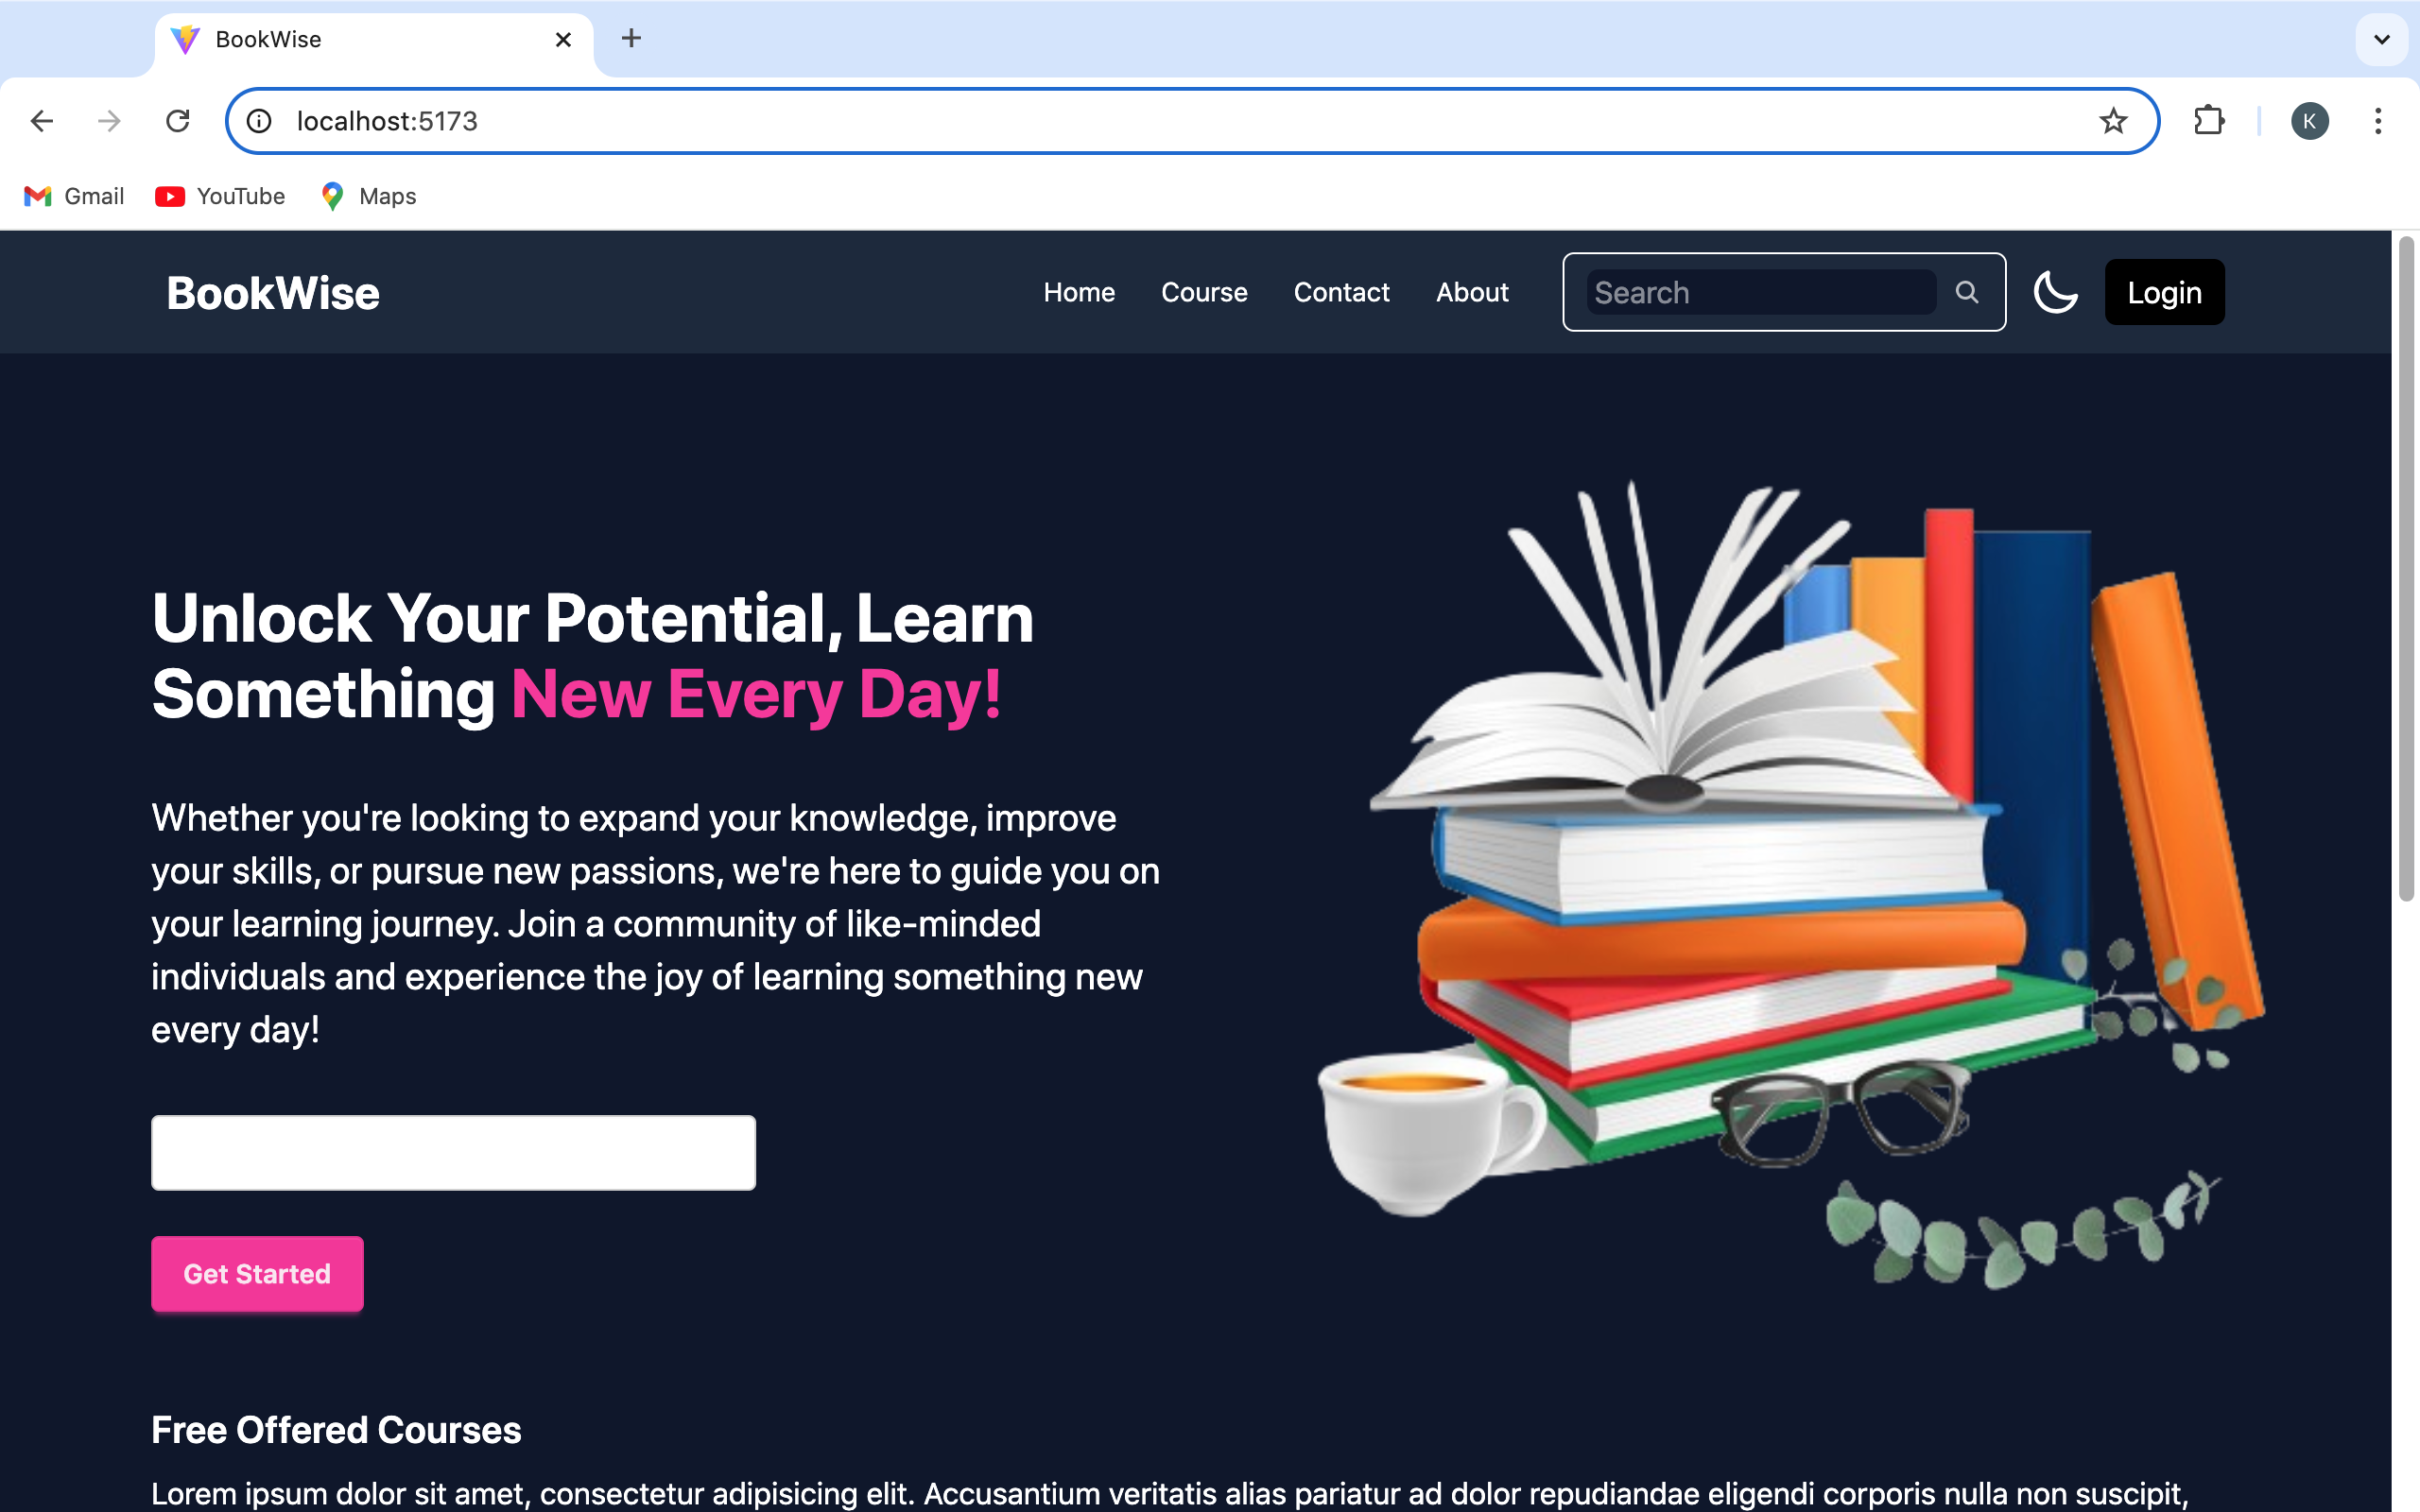 BookWise
localhost:5173
K
Gmail YouTube Maps
BookWise Home Course Contact About Search Login
Unlock Your Potential, Learn
Something New Every Day!
Whether you're looking to expand your knowledge, improve
your skills, or pursue new passions, we're here to guide you on
your learning journey. Join a community of like-minded
individuals and experience the joy of learning something new
every day!
Get Started
Free Offered Courses
Lorem ipsum dolor sit amet, consectetur adipisicing elit. Accusantium veritatis alias pariatur ad dolor repudiandae eligendi corporis nulla non suscipit,